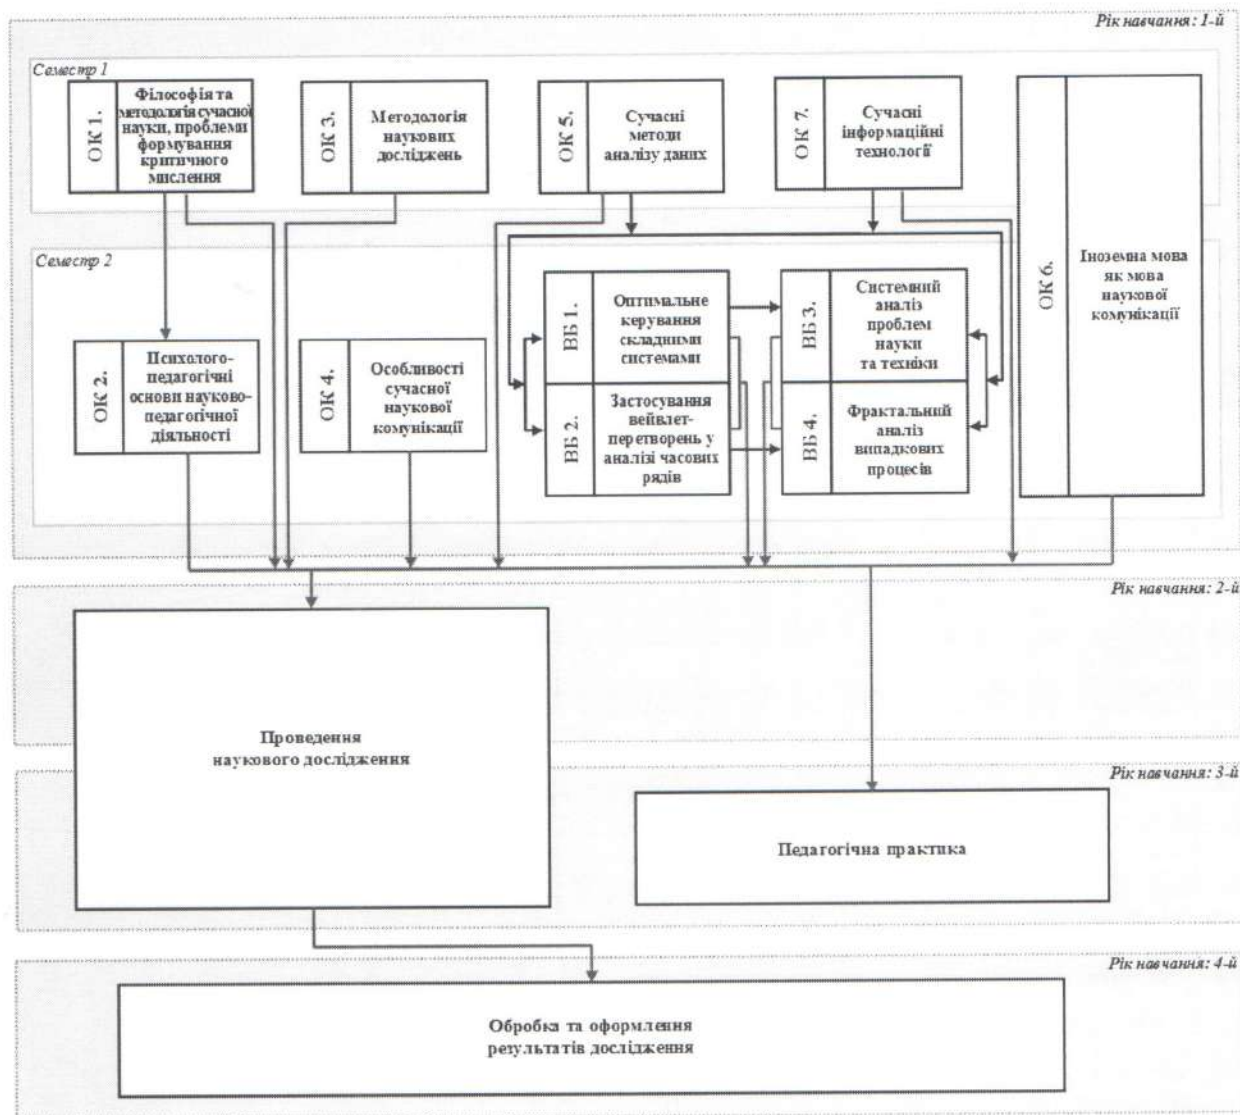 Рік навчання: 1-й
Семестр 1
ОК 1.
Філософія та
методологія сучасної
науки, проблеми
формування
критичного
мислення
ОК 3.
Методологія
наукових
досліджень
ОК 5.
Сучасні
методи
аналізу даних
ОК 7.
Сучасні
інформаційні
технології
ОК 6.
Іноземна мова
як мова
наукової
комунікації
Семестр 2
ОК 2.
Психолого-
педагогічні
основи науково-
педагогічної
діяльності
ОК 4.
Особливості
сучасної
наукової
комунікації
ВБ 1.
Оптимальне
керування
складними
системами
ВБ 2.
Застосування
вейвлет-
перетворень у
аналізі часових
рядів
ВБ 3.
Системний
аналіз
проблем
науки
та техніки
ВБ 4.
Фрактальний
аналіз
випадкових
процесів
Рік навчання: 2-й
Проведення
наукового дослідження
Рік навчання: 3-й
Педагогічна практика
Рік навчання: 4-й
Обробка та оформлення
результатів дослідження